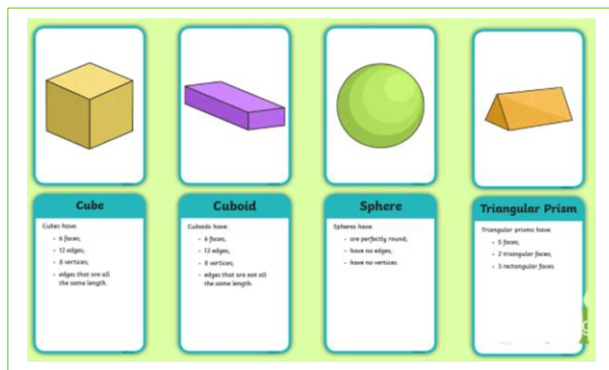 Cube
Cubes have:
- 6 faces;
- 12 edges;
- 8 vertices;
- edges that are all
the same length.
Cuboid
Cuboids have:
- 6 faces;
- 12 edges;
- 8 vertices;
- edges that are not all
the same length.
Sphere
Spheres have:
- are perfectly round;
- have no edges;
- have no vertices.
Triangular Prism
Triangular prisms have:
- 5 faces;
- 2 triangular faces;
- 3 rectangular faces.